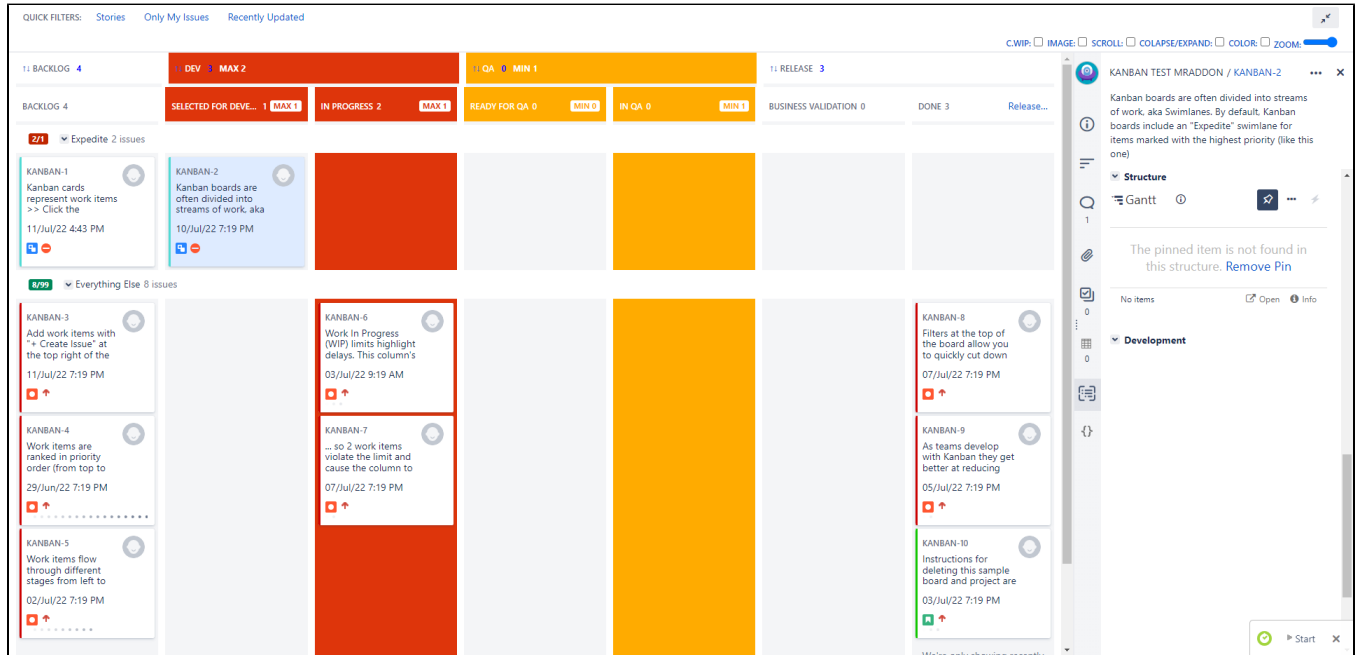 QUICK FILTERS: Stories Only My Issues Recently Updated
C.WIP: IMAGE: SCROLL: COLAPSE/EXPAND: COLOR: ZOOM:
BACKLOG 4
DEV 3 MAX 2
QA 0 MIN 1
RELEASE 3
BACKLOG 4
SELECTED FOR DEVE... 1 MAX 1
IN PROGRESS 2 MAX 1
READY FOR QA 0 MIN 0
IN QA 0 MIN 1
BUSINESS VALIDATION 0
DONE 3 Release...
2/1 Expedite 2 issues
KANBAN-1
Kanban cards
represent work items
>> Click the
11/Jul/22 4:43 PM
KANBAN-2
Kanban boards are
often divided into
streams of work, aka
10/Jul/22 7:19 PM
8/99 Everything Else 8 issues
KANBAN-3
Add work items with
"+ Create Issue" at
the top right of the
11/Jul/22 7:19 PM
KANBAN-4
Work items are
ranked in priority
order (from top to
29/Jun/22 7:19 PM
KANBAN-5
Work items flow
through different
stages from left to
02/Jul/22 7:19 PM
KANBAN-6
Work In Progress
(WIP) limits highlight
delays. This column's
03/Jul/22 9:19 AM
KANBAN-7
... so 2 work items
violate the limit and
cause the column to
07/Jul/22 7:19 PM
KANBAN-8
Filters at the top of
the board allow you
to quickly cut down
07/Jul/22 7:19 PM
KANBAN-9
As teams develop
with Kanban they get
better at reducing
05/Jul/22 7:19 PM
KANBAN-10
Instructions for
deleting this sample
board and project are
03/Jul/22 7:19 PM
We're only showing recently
1
0
0
{}
KANBAN TEST MRADDON / KANBAN-2
Kanban boards are often divided into streams
of work, aka Swimlanes. By default, Kanban
boards include an "Expedite" swimlane for
items marked with the highest priority (like this
one)
Structure
Gantt
The pinned item is not found in
this structure. Remove Pin
No items Open Info
Development
Start